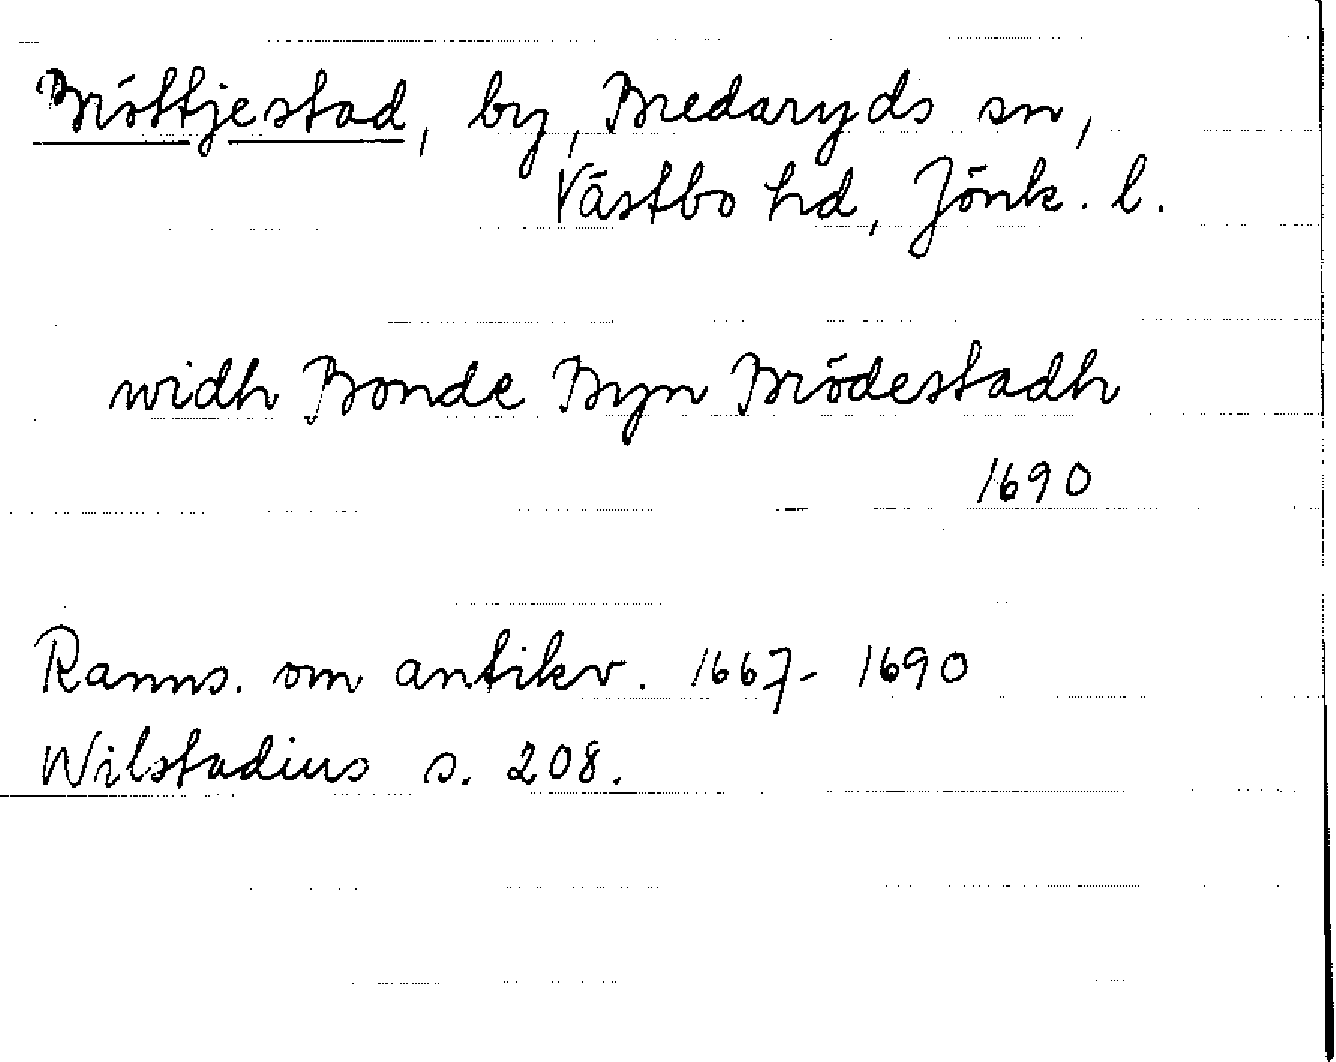 Bröttjestad, by, Bredaryds sn,
Västbo hd, Jönk. l.
widh Bonde Byn Brödestadh
1690
Ranns. om antikv. 1667-1690
Wilstadius s. 208.